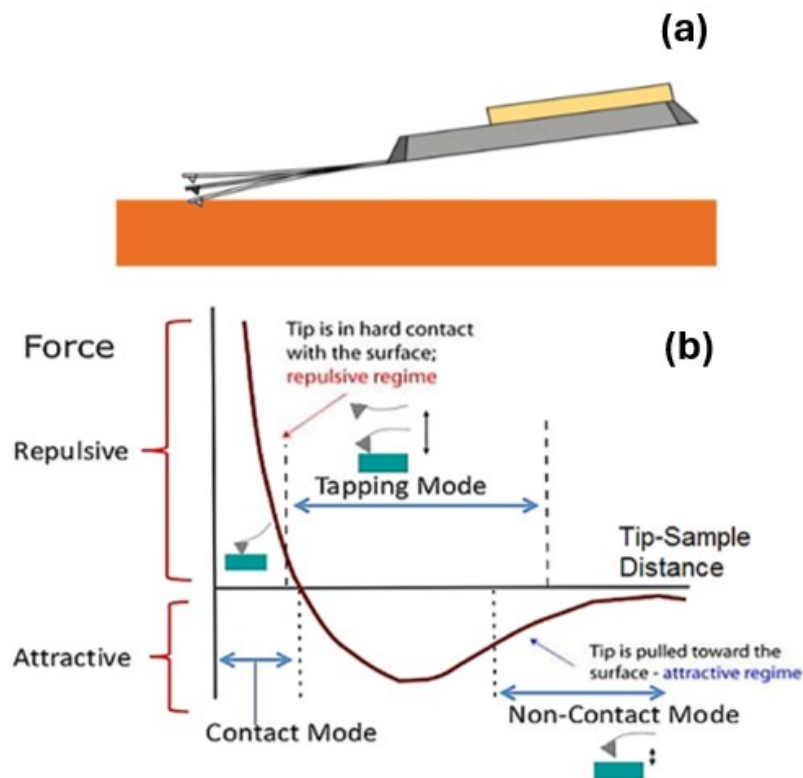 (a)
(b)
Force
Tip is in hard contact
with the surface;
repulsive regime
Repulsive
Tapping Mode
Tip-Sample
Distance
Attractive
Tip is pulled toward the
surface - attractive regime
Contact Mode
Non-Contact Mode